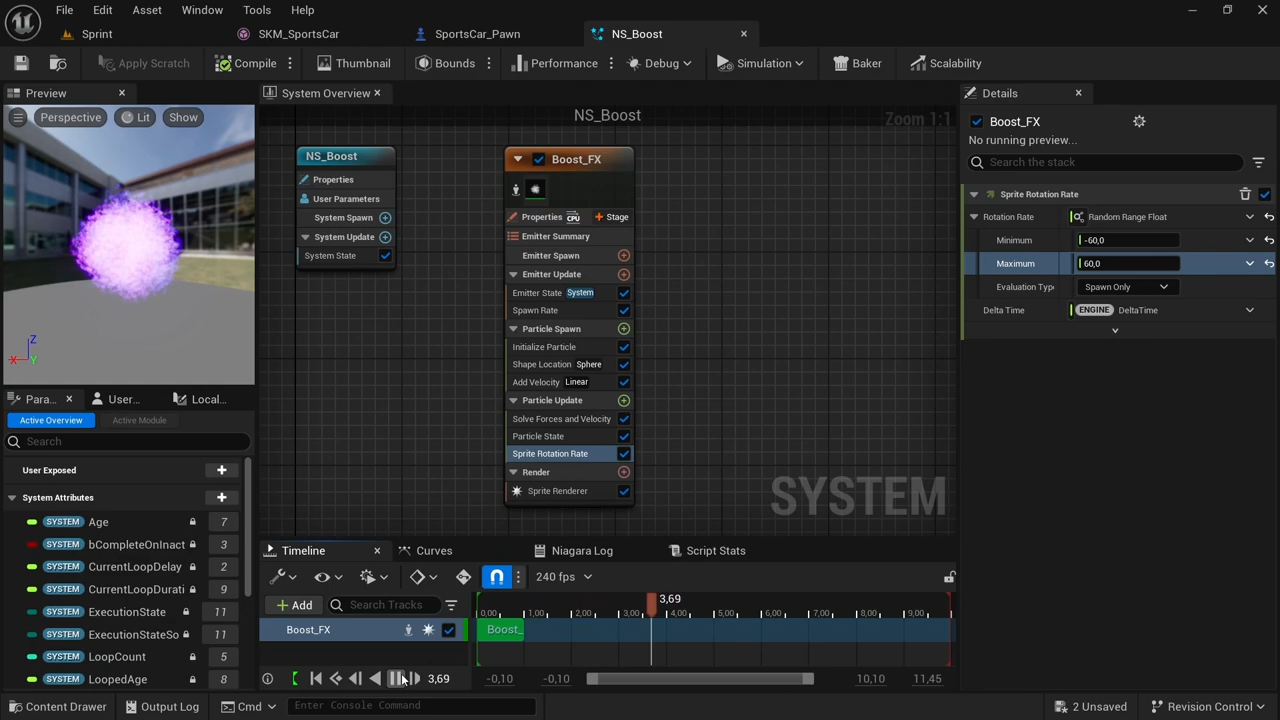 File Edit Asset Window Tools Help
Sprint SKM_SportsCar SportsCar_Pawn NS_Boost
Apply Scratch Compile Thumbnail Bounds Performance Debug Simulation Baker Scalability
Preview System Overview Details
NS_Boost Zoom 1:1
Perspective Lit Show
Boost_FX
No running preview...
Search the stack
NS_Boost
Properties
User Parameters
System Spawn
System Update
System State
Boost_FX
Properties CPU Stage
Emitter Summary
Emitter Spawn
Emitter Update
Emitter State System
Spawn Rate
Particle Spawn
Initialize Particle
Shape Location Sphere
Add Velocity Linear
Particle Update
Solve Forces and Velocity
Particle State
Sprite Rotation Rate
Render
Sprite Renderer
SYSTEM
Sprite Rotation Rate
Rotation Rate Random Range Float
Minimum -60,0
Maximum 60,0
Evaluation Typ Spawn Only
Delta Time ENGINE DeltaTime
Z
X Y
Para... User... Local...
Active Overview Active Module
Search
User Exposed
System Attributes
SYSTEM Age 7
SYSTEM bCompleteOnInact 3
SYSTEM CurrentLoopDelay 2
SYSTEM CurrentLoopDurati 9
SYSTEM ExecutionState 11
SYSTEM ExecutionStateSo 11
SYSTEM LoopCount 5
SYSTEM LoopedAge 8
Timeline Curves Niagara Log Script Stats
240 fps
Add Search Tracks
3,69
0,00 1,00 2,00 3,00 4,00 5,00 6,00 7,00 8,00 9,00
Boost_FX Boost_
3,69 -0,10 -0,10 10,10 11,45
Content Drawer Output Log Cmd Enter Console Command 2 Unsaved Revision Control